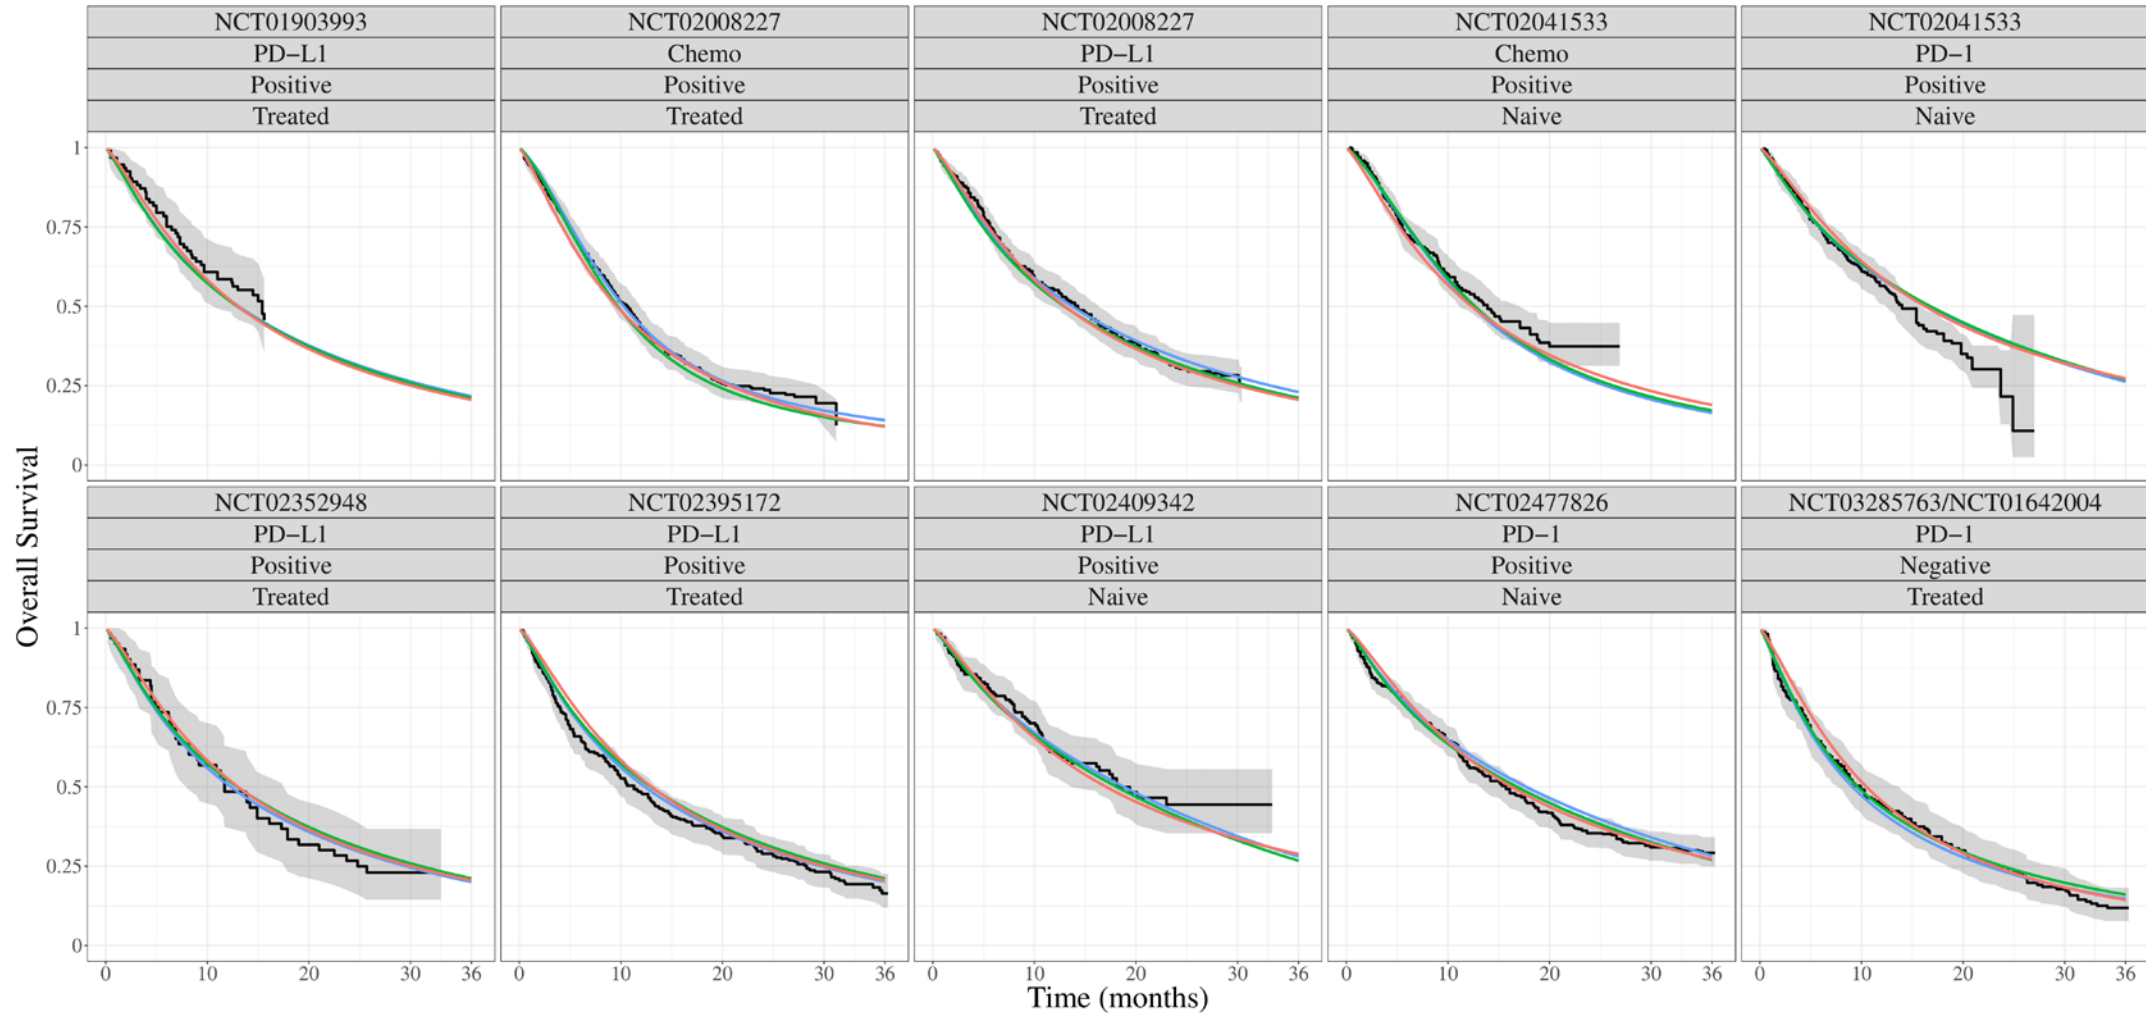 NCT01903993
PD−L1
Positive
Treated
NCT02008227
Chemo
Positive
Treated
NCT02008227
PD−L1
Positive
Treated
NCT02041533
Chemo
Positive
Naive
NCT02041533
PD−1
Positive
Naive
1
0.75
0.5
0.25
0
Overall Survival
NCT02352948
PD−L1
Positive
Treated
NCT02395172
PD−L1
Positive
Treated
NCT02409342
PD−L1
Positive
Naive
NCT02477826
PD−1
Positive
Naive
NCT03285763/NCT01642004
PD−1
Negative
Treated
1
0.75
0.5
0.25
0
0 10 20 30 36
0 10 20 30 36
0 10 20 30 36
0 10 20 30 36
0 10 20 30 36
Time (months)